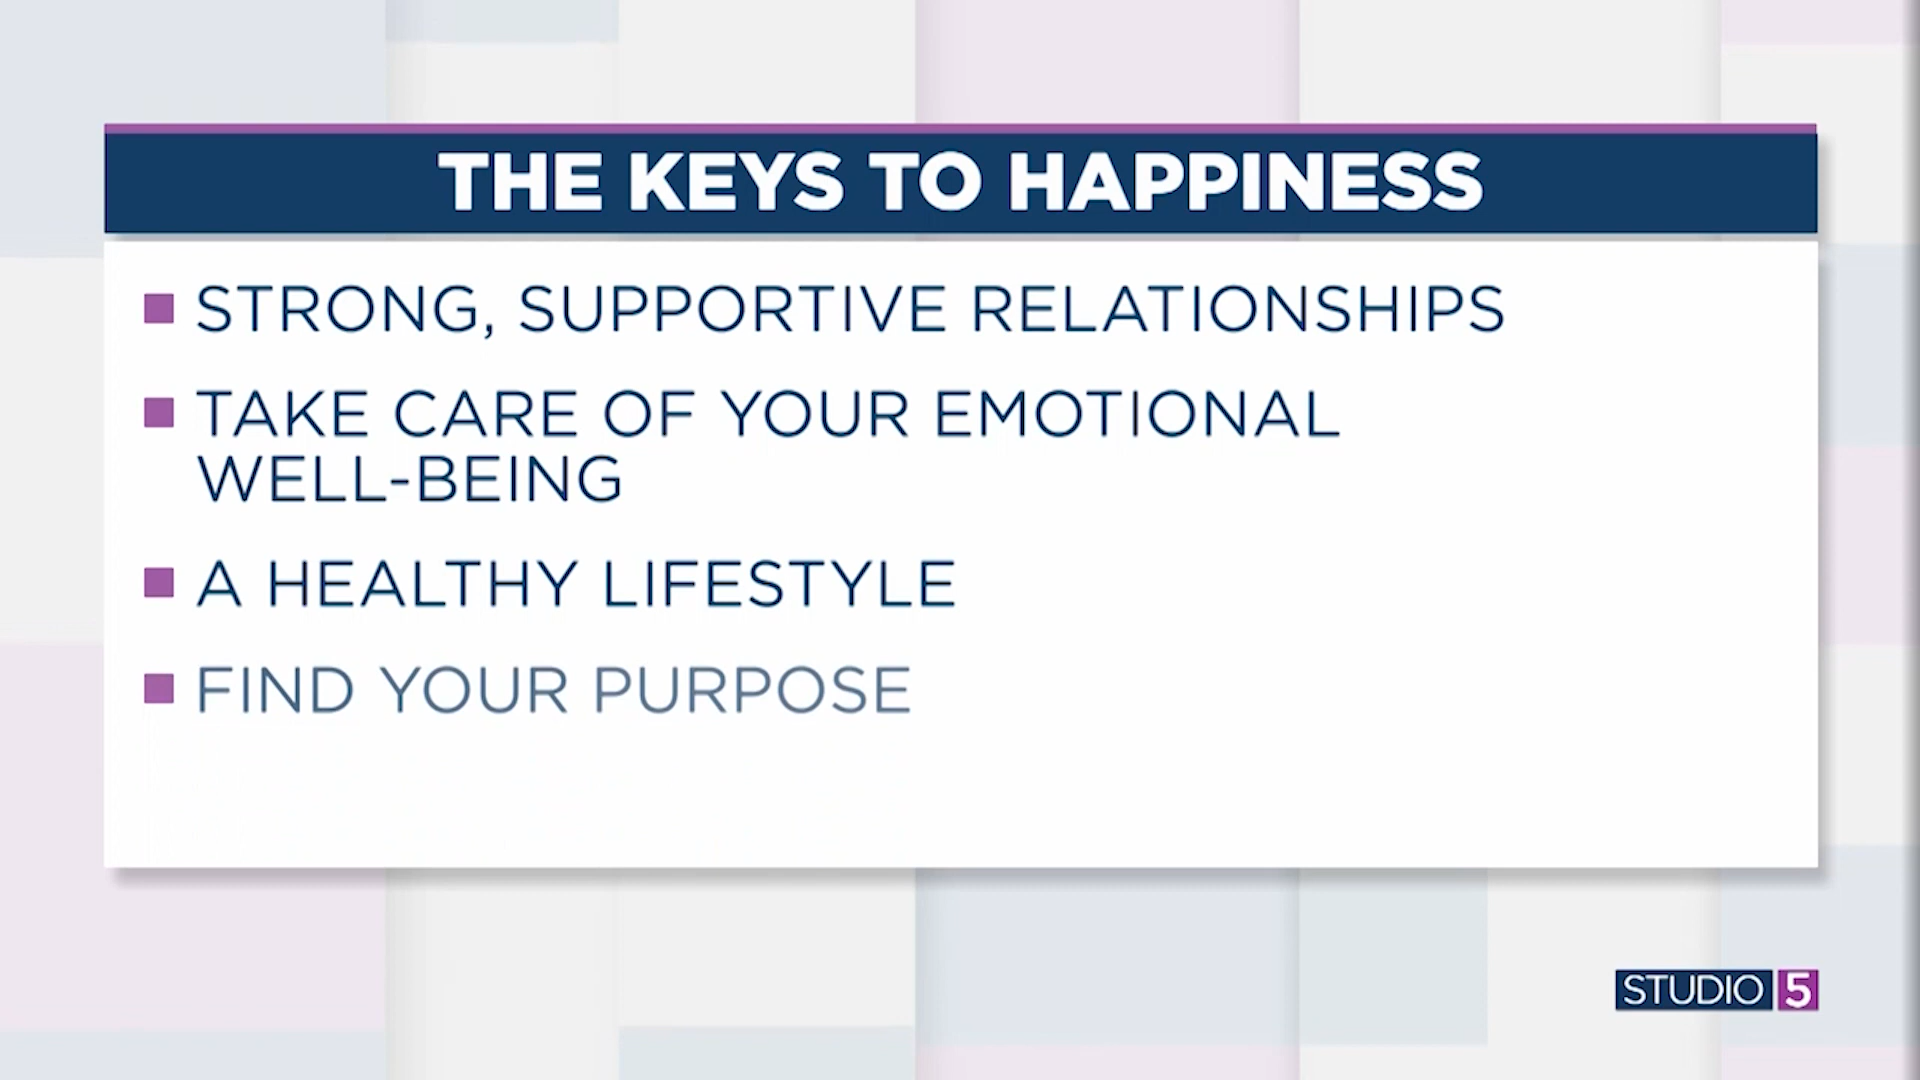 THE KEYS TO HAPPINESS
STRONG, SUPPORTIVE RELATIONSHIPS
TAKE CARE OF YOUR EMOTIONAL
WELL-BEING
A HEALTHY LIFESTYLE
FIND YOUR PURPOSE
STUDIO 5